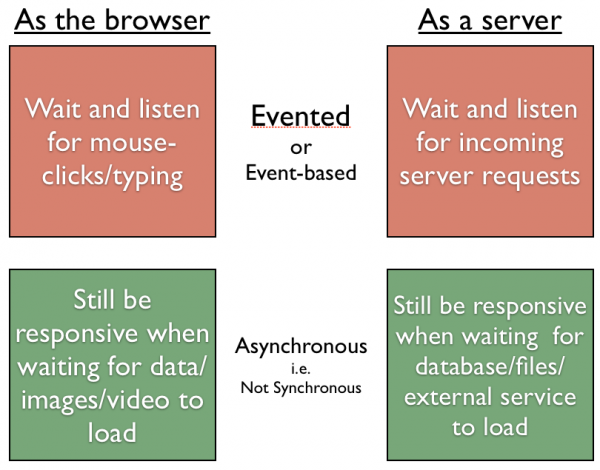 As the browser
As a server
Wait and listen
for mouse-
clicks/typing
Evented
or
Event-based
Wait and listen
for incoming
server requests
Still be
responsive when
waiting for data/
images/video to
load
Asynchronous
i.e.
Not Synchronous
Still be responsive
when waiting  for
database/files/
external service
to load